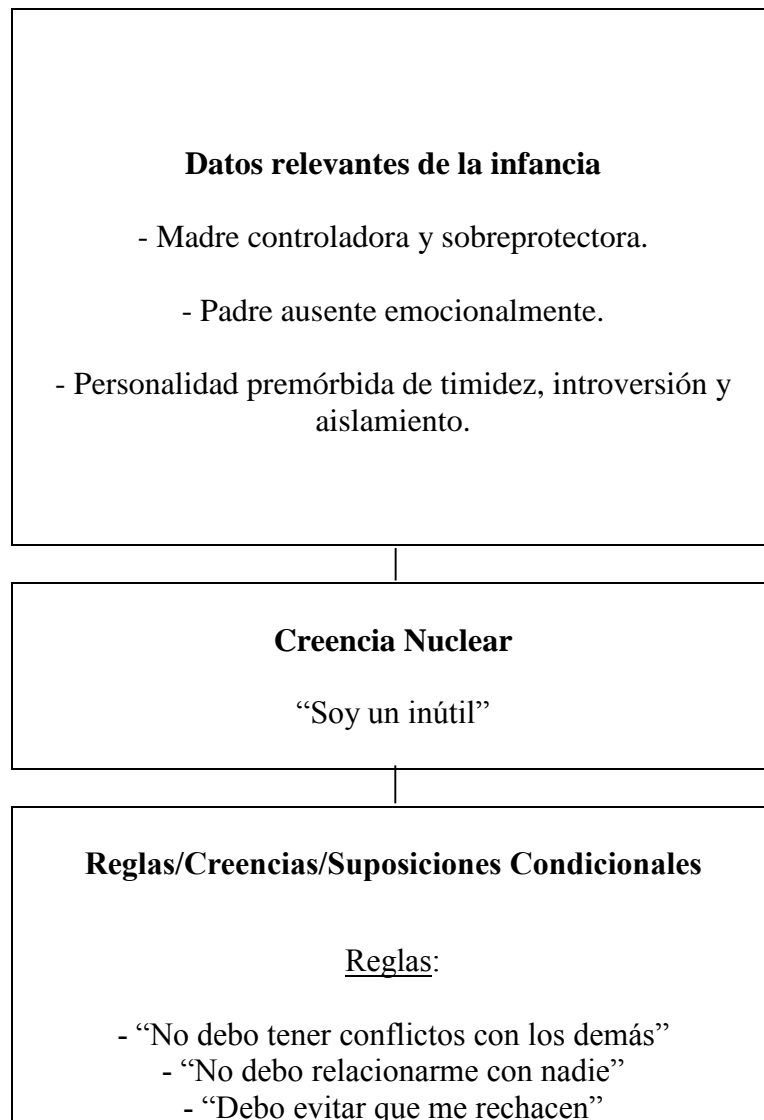 Datos relevantes de la infancia
- Madre controladora y sobreprotectora.
- Padre ausente emocionalmente.
- Personalidad premórbida de timidez, introversión y
aislamiento.
Creencia Nuclear
“Soy un inútil”
Reglas/Creencias/Suposiciones Condicionales
Reglas:
- “No debo tener conflictos con los demás”
- “No debo relacionarme con nadie”
- “Debo evitar que me rechacen”